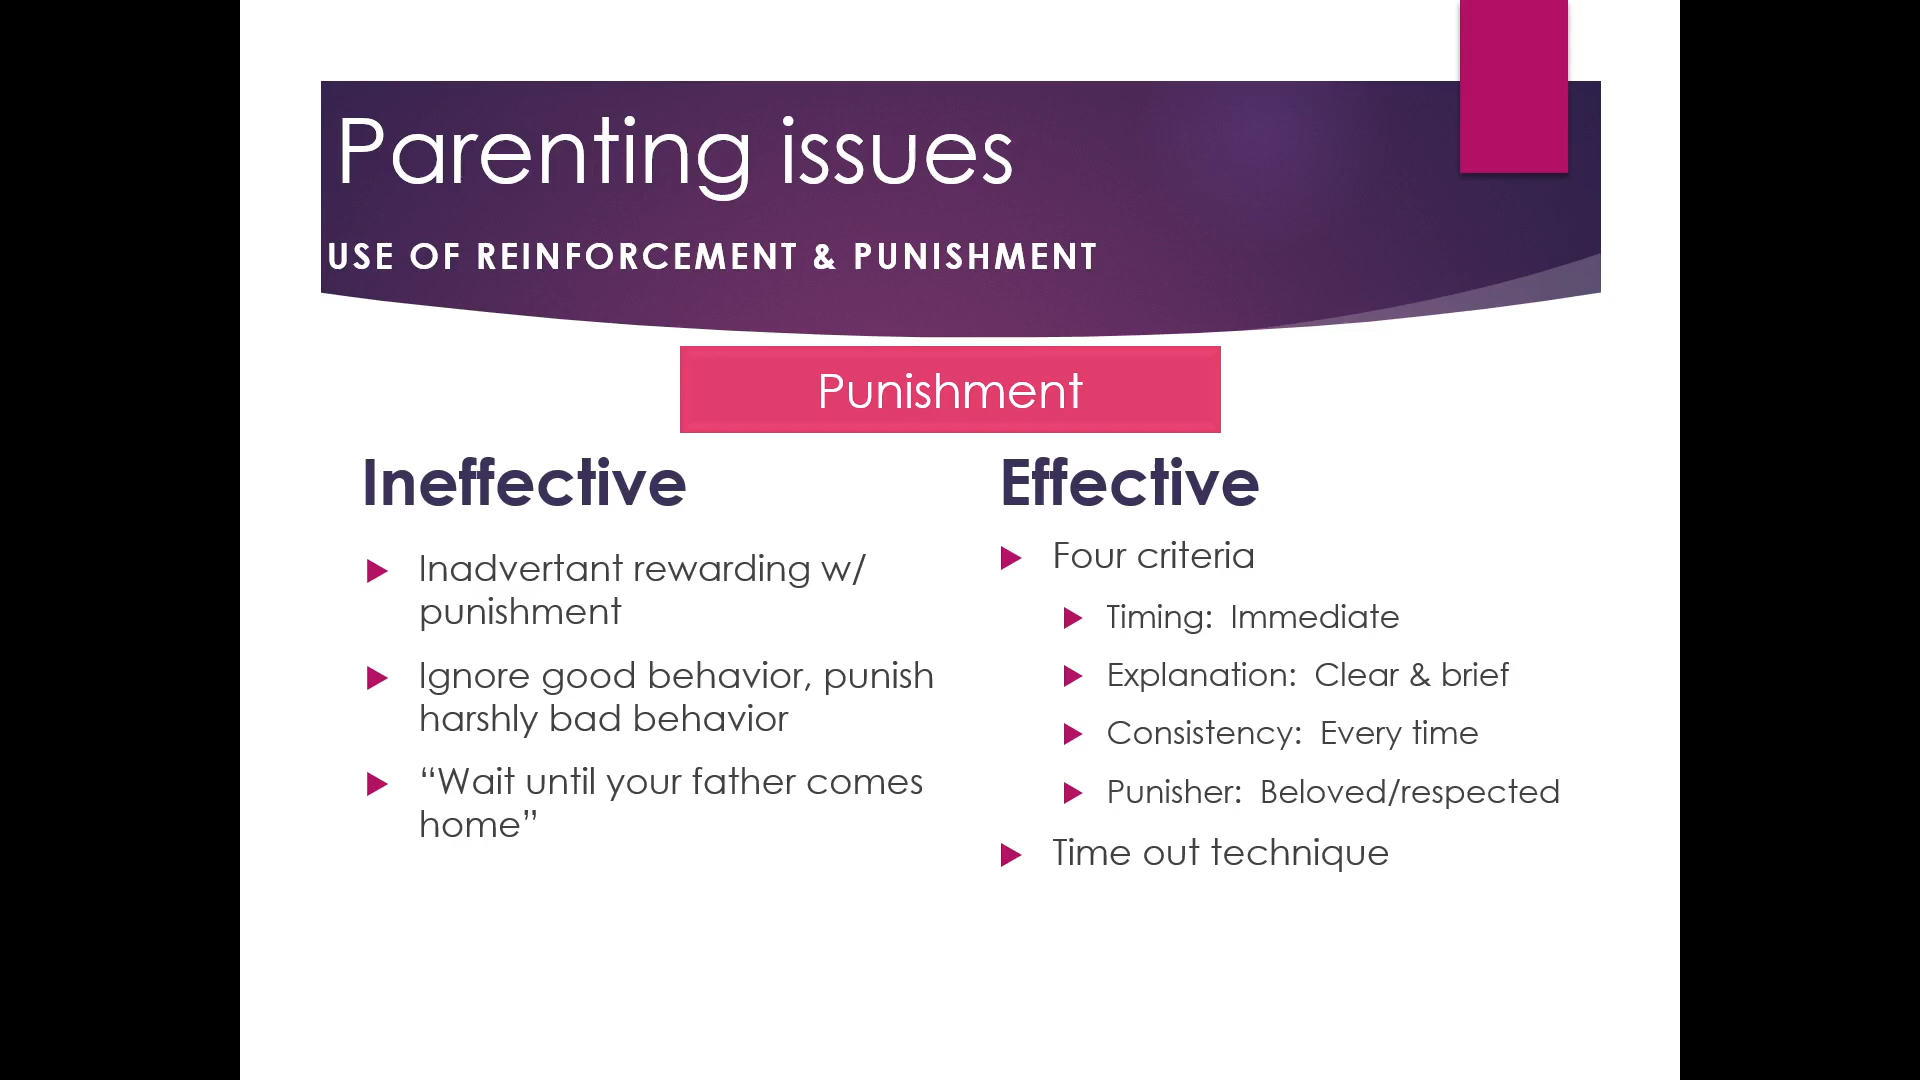 Parenting issues
USE OF REINFORCEMENT & PUNISHMENT
Punishment
Ineffective
Inadvertant rewarding w/
punishment
Ignore good behavior, punish
harshly bad behavior
“Wait until your father comes
home”
Effective
Four criteria
Timing:  Immediate
Explanation:  Clear & brief
Consistency:  Every time
Punisher:  Beloved/respected
Time out technique